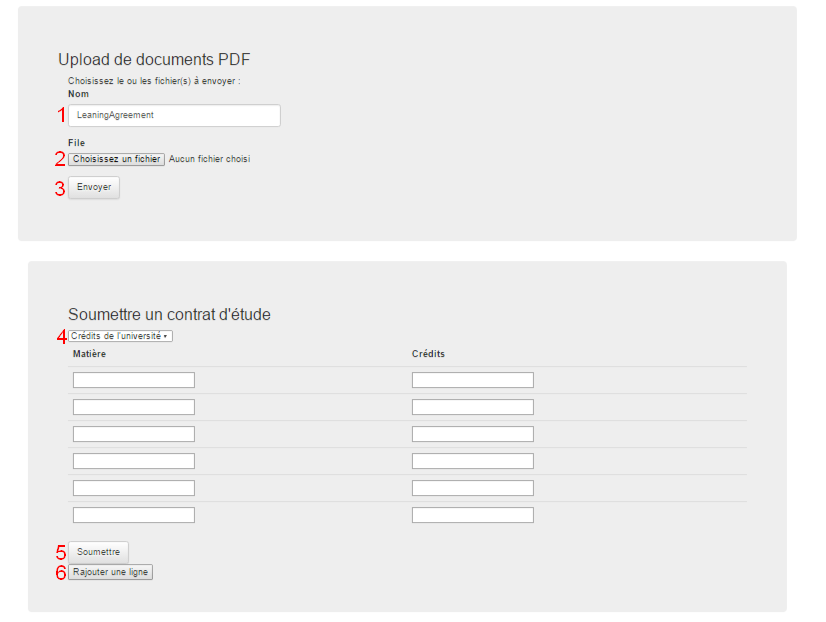 Upload de documents PDF
Choisissez le ou les fichier(s) à envoyer :
Nom
1 LeaningAgreement
File
2 Choisissez un fichier Aucun fichier choisi
3 Envoyer
Soumettre un contrat d'étude
4 Crédits de l'université
Matière Crédits
5 Soumettre
6 Rajouter une ligne